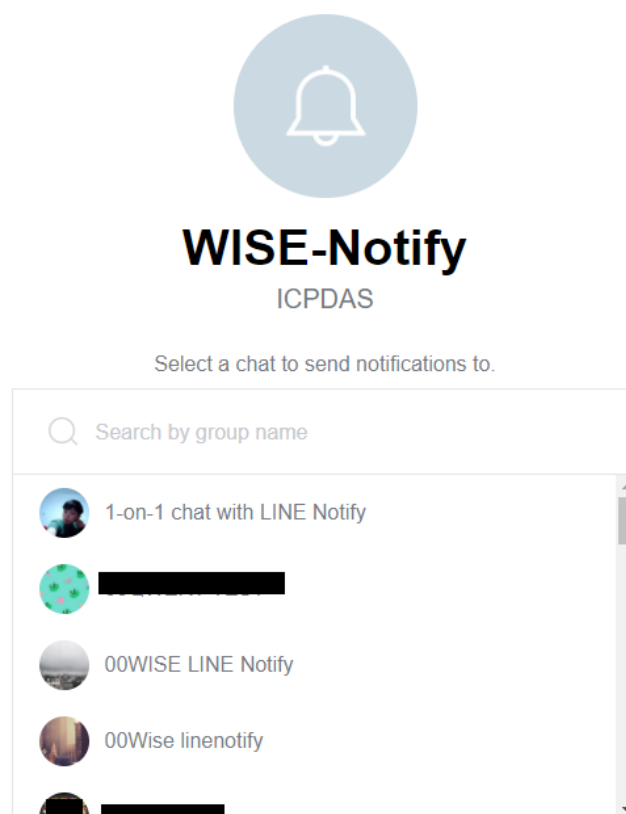 WISE-Notify
ICPDAS
Select a chat to send notifications to.
Search by group name
1-on-1 chat with LINE Notify
00WISE LINE Notify
00Wise linenotify